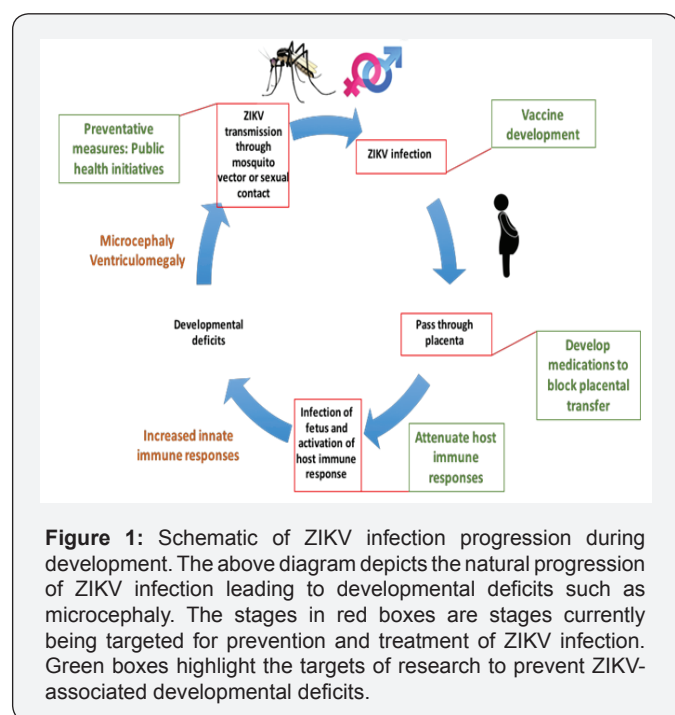 Preventative
measures: Public
health initiatives
ZIKV
transmission
through
mosquito
vector or sexual
contact
ZIKV infection
Vaccine
development
Pass through
placenta
Develop
medications to
block placental
transfer
Infection of
fetus and
activation of
host immune
response
Attenuate host
immune
responses
Increased innate
immune responses
Developmental
deficits
Microcephaly
Ventriculomegaly
Figure 1: Schematic of ZIKV infection progression during
development. The above diagram depicts the natural progression
of ZIKV infection leading to developmental deficits such as
microcephaly. The stages in red boxes are stages currently
being targeted for prevention and treatment of ZIKV infection.
Green boxes highlight the targets of research to prevent ZIKV-
associated developmental deficits.